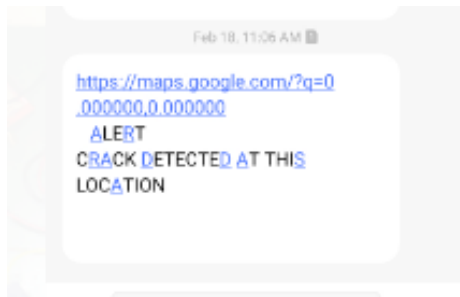 Feb 18, 11:06 AM
https://maps.google.com/?q=0
.000000,0.000000
ALERT
CRACK DETECTED AT THIS
LOCATION